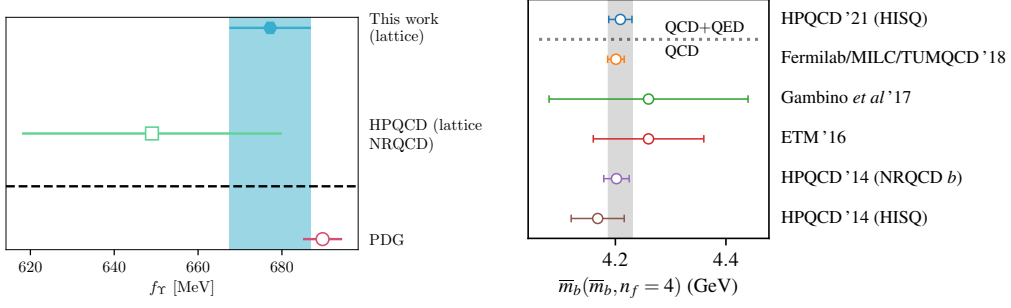 This work
(lattice)
HPQCD (lattice
NRQCD)
PDG
620 640 660 680
f_Υ [MeV]
HPQCD '21 (HISQ)
QCD+QED
QCD
Fermilab/MILC/TUMQCD '18
Gambino et al '17
ETM '16
HPQCD '14 (NRQCD b)
HPQCD '14 (HISQ)
4.2 4.4
m̅_b(m̅_b, n_f = 4) (GeV)